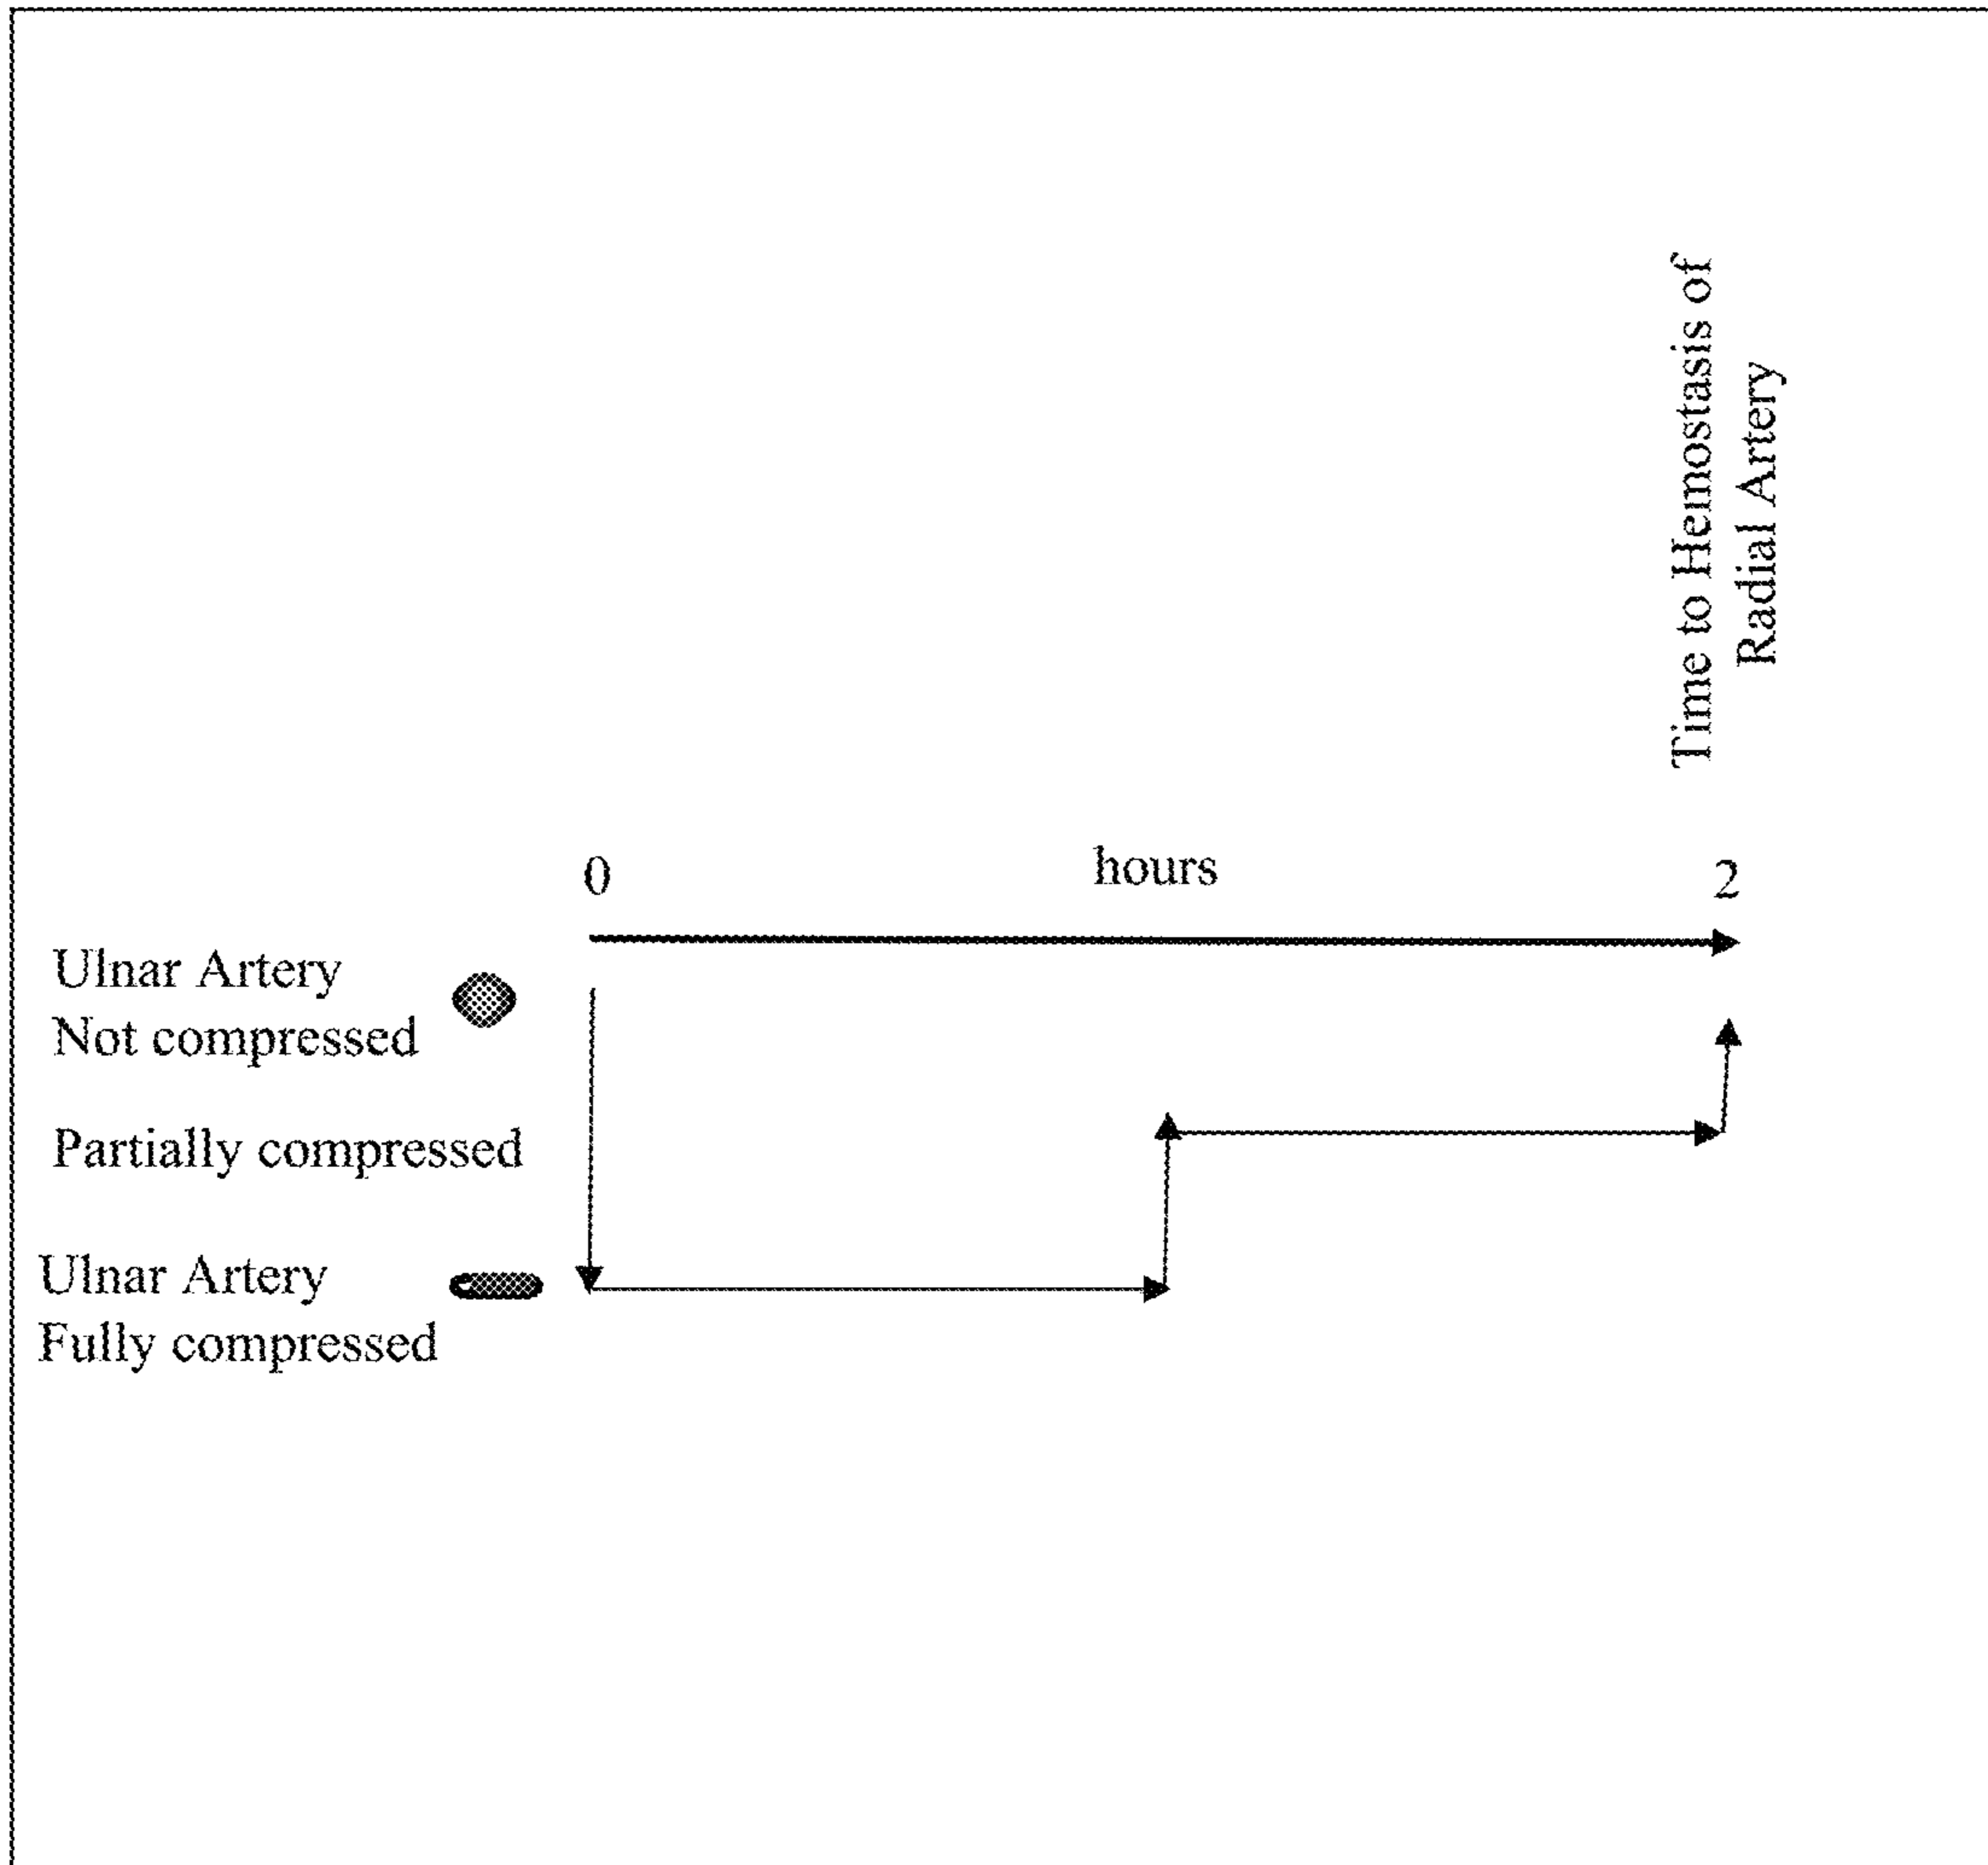 Time to Hemostasis of
Radial Artery
0
hours
2
Ulnar Artery
Not compressed
Partially compressed
Ulnar Artery
Fully compressed